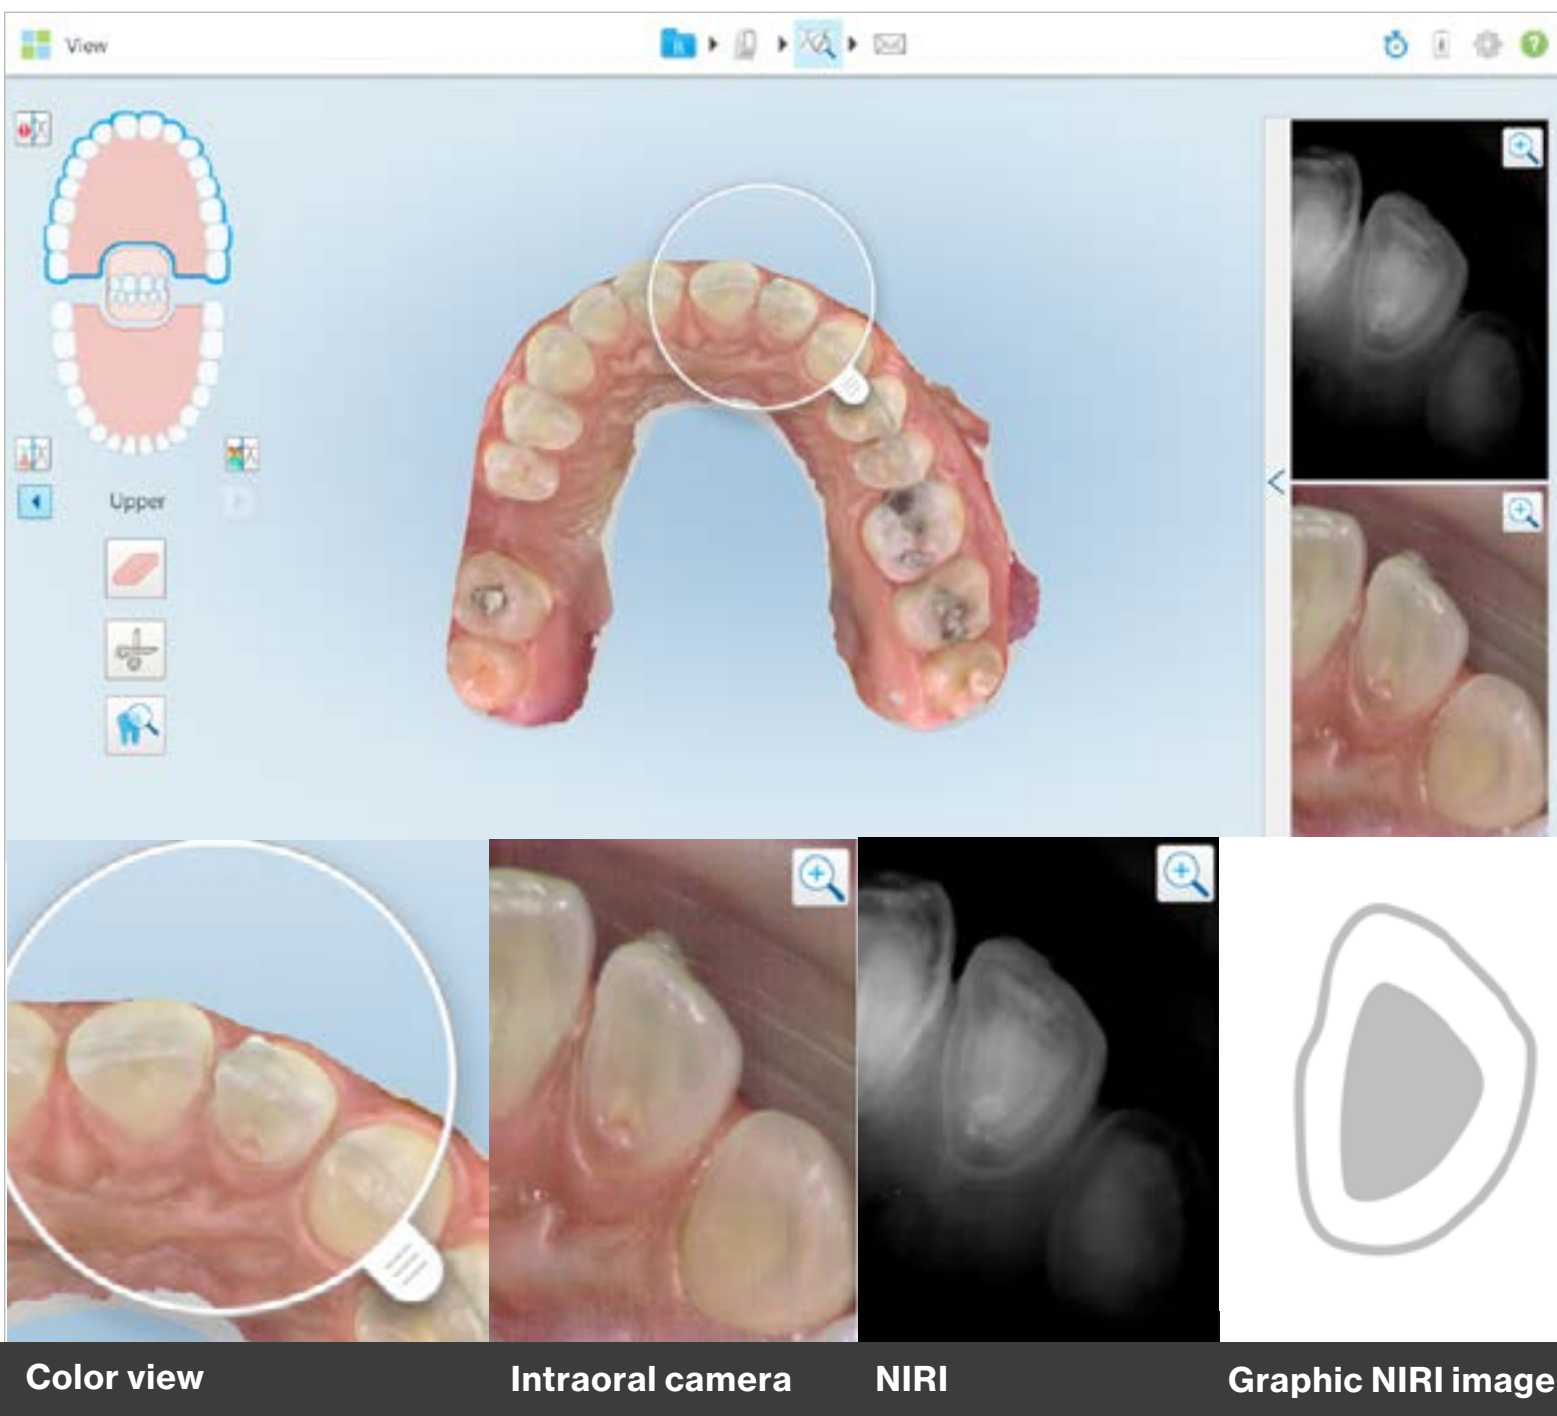 View
Upper
Color view
Intraoral camera
NIRI
Graphic NIRI image